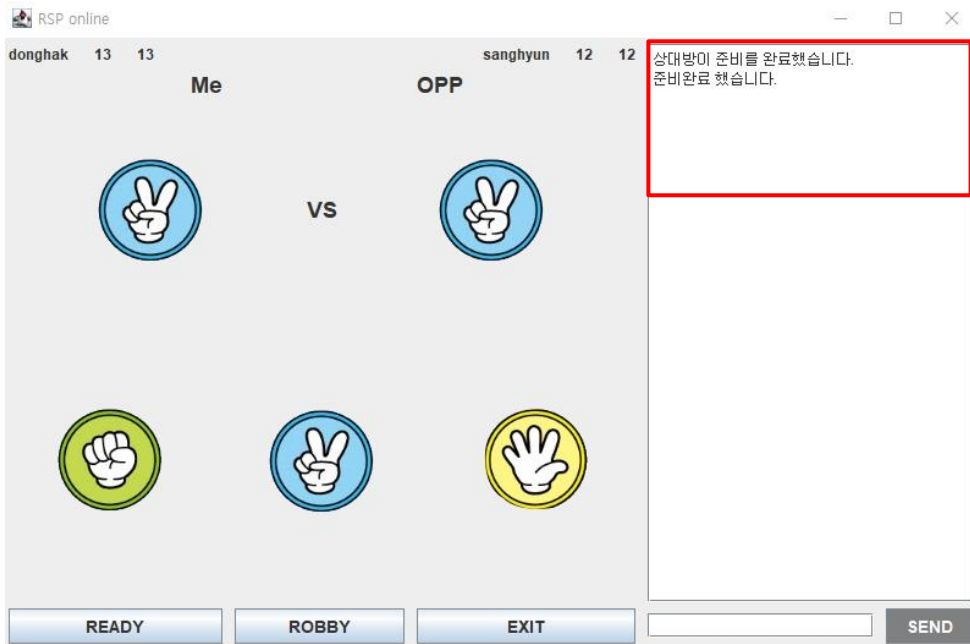 RSP online
donghak 13 13
sanghyun 12 12
Me
OPP
VS
READY
ROBBY
EXIT
상대방이 준비를 완료했습니다.
준비완료 했습니다.
SEND